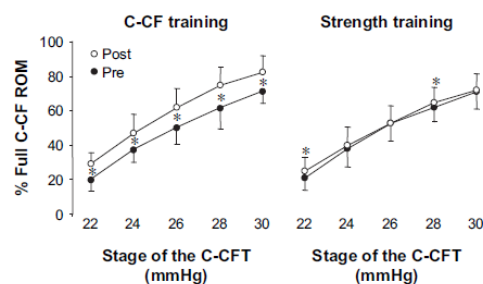 C-CF training
Strength training
% Full C-CF ROM
100
80
60
40
20
0
Post
Pre
*
*
*
*
*
*
*
22 24 26 28 30
22 24 26 28 30
Stage of the C-CFT
(mmHg)
Stage of the C-CFT
(mmHg)